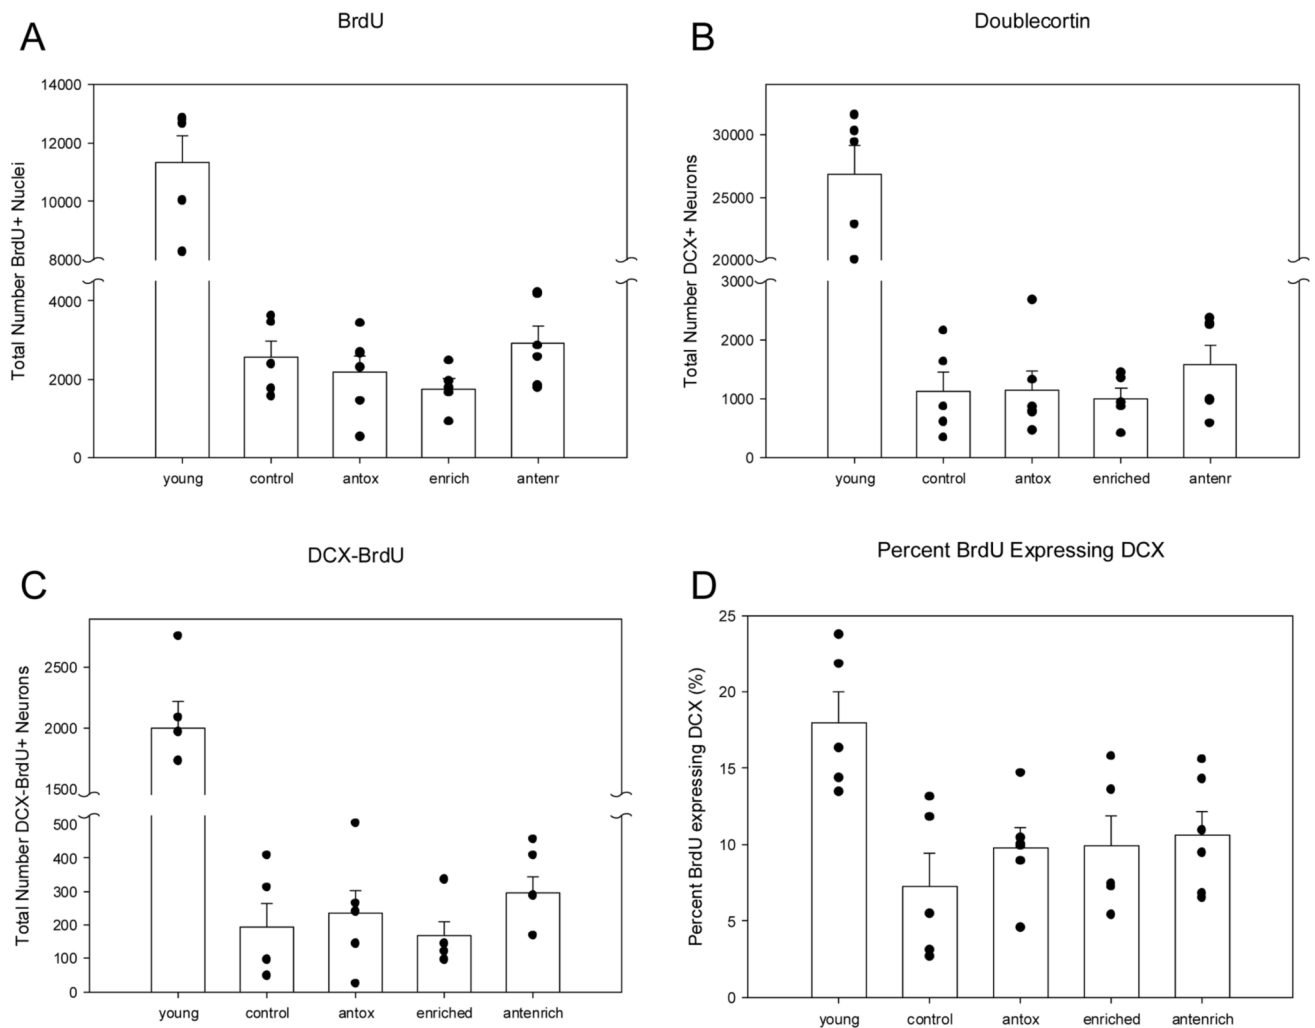 A
BrdU
Total Number BrdU+ Nuclei
14000
12000
10000
8000
4000
2000
0
young control antox enrich antenr
B
Doublecortin
Total Number DCX+ Neurons
30000
25000
20000
3000
2000
1000
0
young control antox enriched antenr
C
DCX-BrdU
Total Number DCX-BrdU+ Neurons
2500
2000
1500
500
400
300
200
100
0
young control antox enriched antenrich
D
Percent BrdU Expressing DCX
Percent BrdU expressing DCX (%)
25
20
15
10
5
0
young control antox enriched antenrich